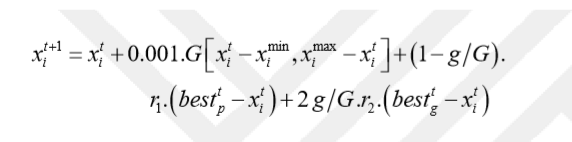 x_i^{t+1} = x_i^t + 0.001.G[x_i^t − x_i^{min}, x_i^{max} − x_i^t] + (1 − g/G).
r_1.(best_p^t − x_i^t) + 2 g/G.r_2.(best_g^t − x_i^t)